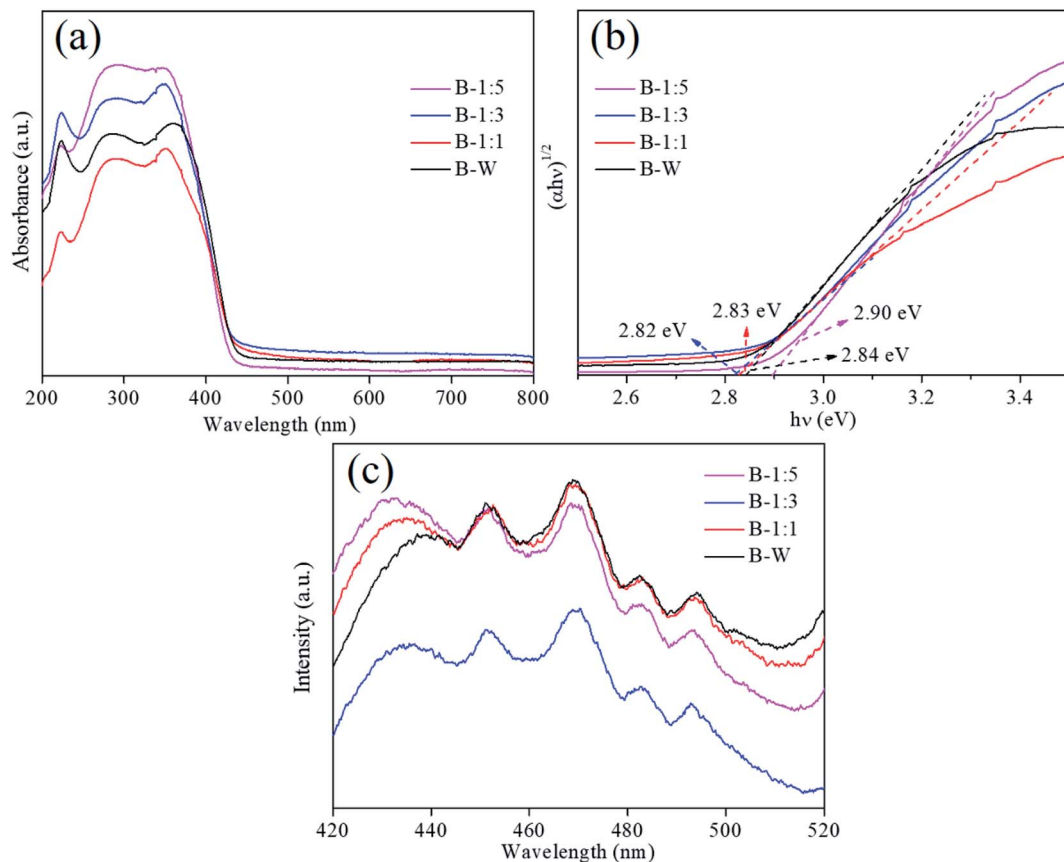 (a)
B-1:5
B-1:3
B-1:1
B-W
Absorbance (a.u.)
200 300 400 500 600 700 800
Wavelength (nm)
(b)
B-1:5
B-1:3
B-1:1
B-W
(αhν)1/2
2.83 eV
2.82 eV
2.90 eV
2.84 eV
2.6 2.8 3.0 3.2 3.4
hν (eV)
(c)
B-1:5
B-1:3
B-1:1
B-W
Intensity (a.u.)
420 440 460 480 500 520
Wavelength (nm)